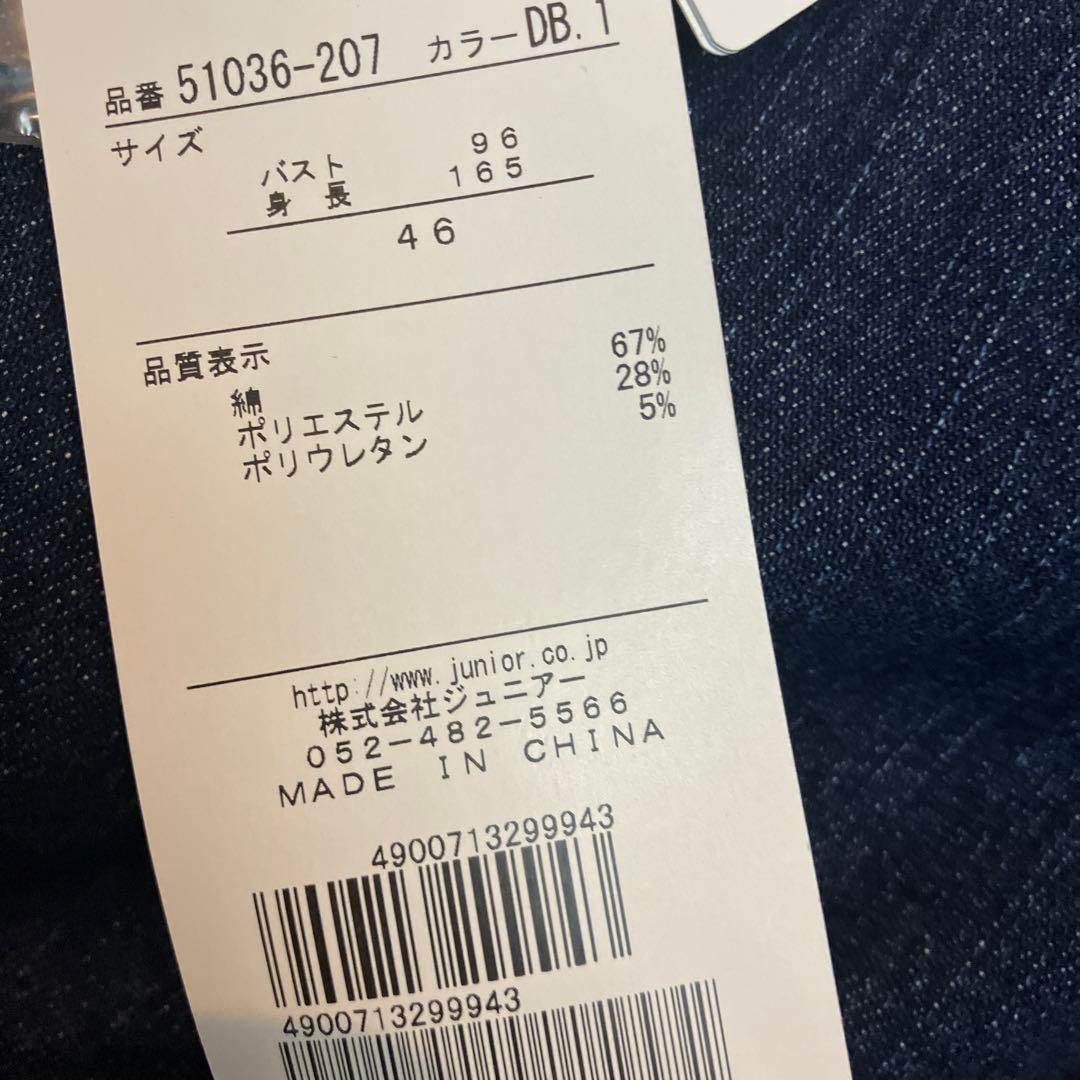 品番 51036-207 カラー DB. 1
サイズ
バスト 96
身長 165
46
品質表示
綿 67%
ポリエステル 28%
ポリウレタン 5%
http://www.junior.co.jp
株式会社ジュニアー
052-482-5566
MADE IN CHINA
4900713299943
4900713299943